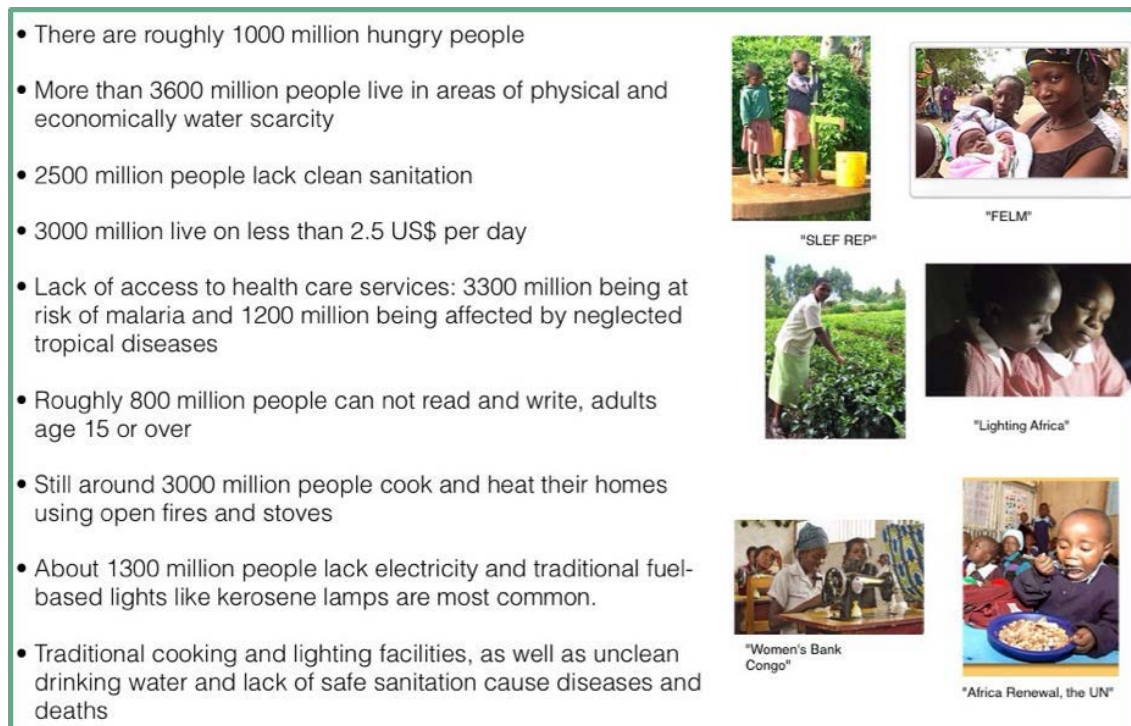 • There are roughly 1000 million hungry people
• More than 3600 million people live in areas of physical and
economically water scarcity
• 2500 million people lack clean sanitation
• 3000 million live on less than 2.5 US$ per day
• Lack of access to health care services: 3300 million being at
risk of malaria and 1200 million being affected by neglected
tropical diseases
• Roughly 800 million people can not read and write, adults
age 15 or over
• Still around 3000 million people cook and heat their homes
using open fires and stoves
• About 1300 million people lack electricity and traditional fuel-
based lights like kerosene lamps are most common.
• Traditional cooking and lighting facilities, as well as unclean
drinking water and lack of safe sanitation cause diseases and
deaths
"SLEF REP"
"FELM"
"Lighting Africa"
"Women's Bank
Congo"
"Africa Renewal, the UN"